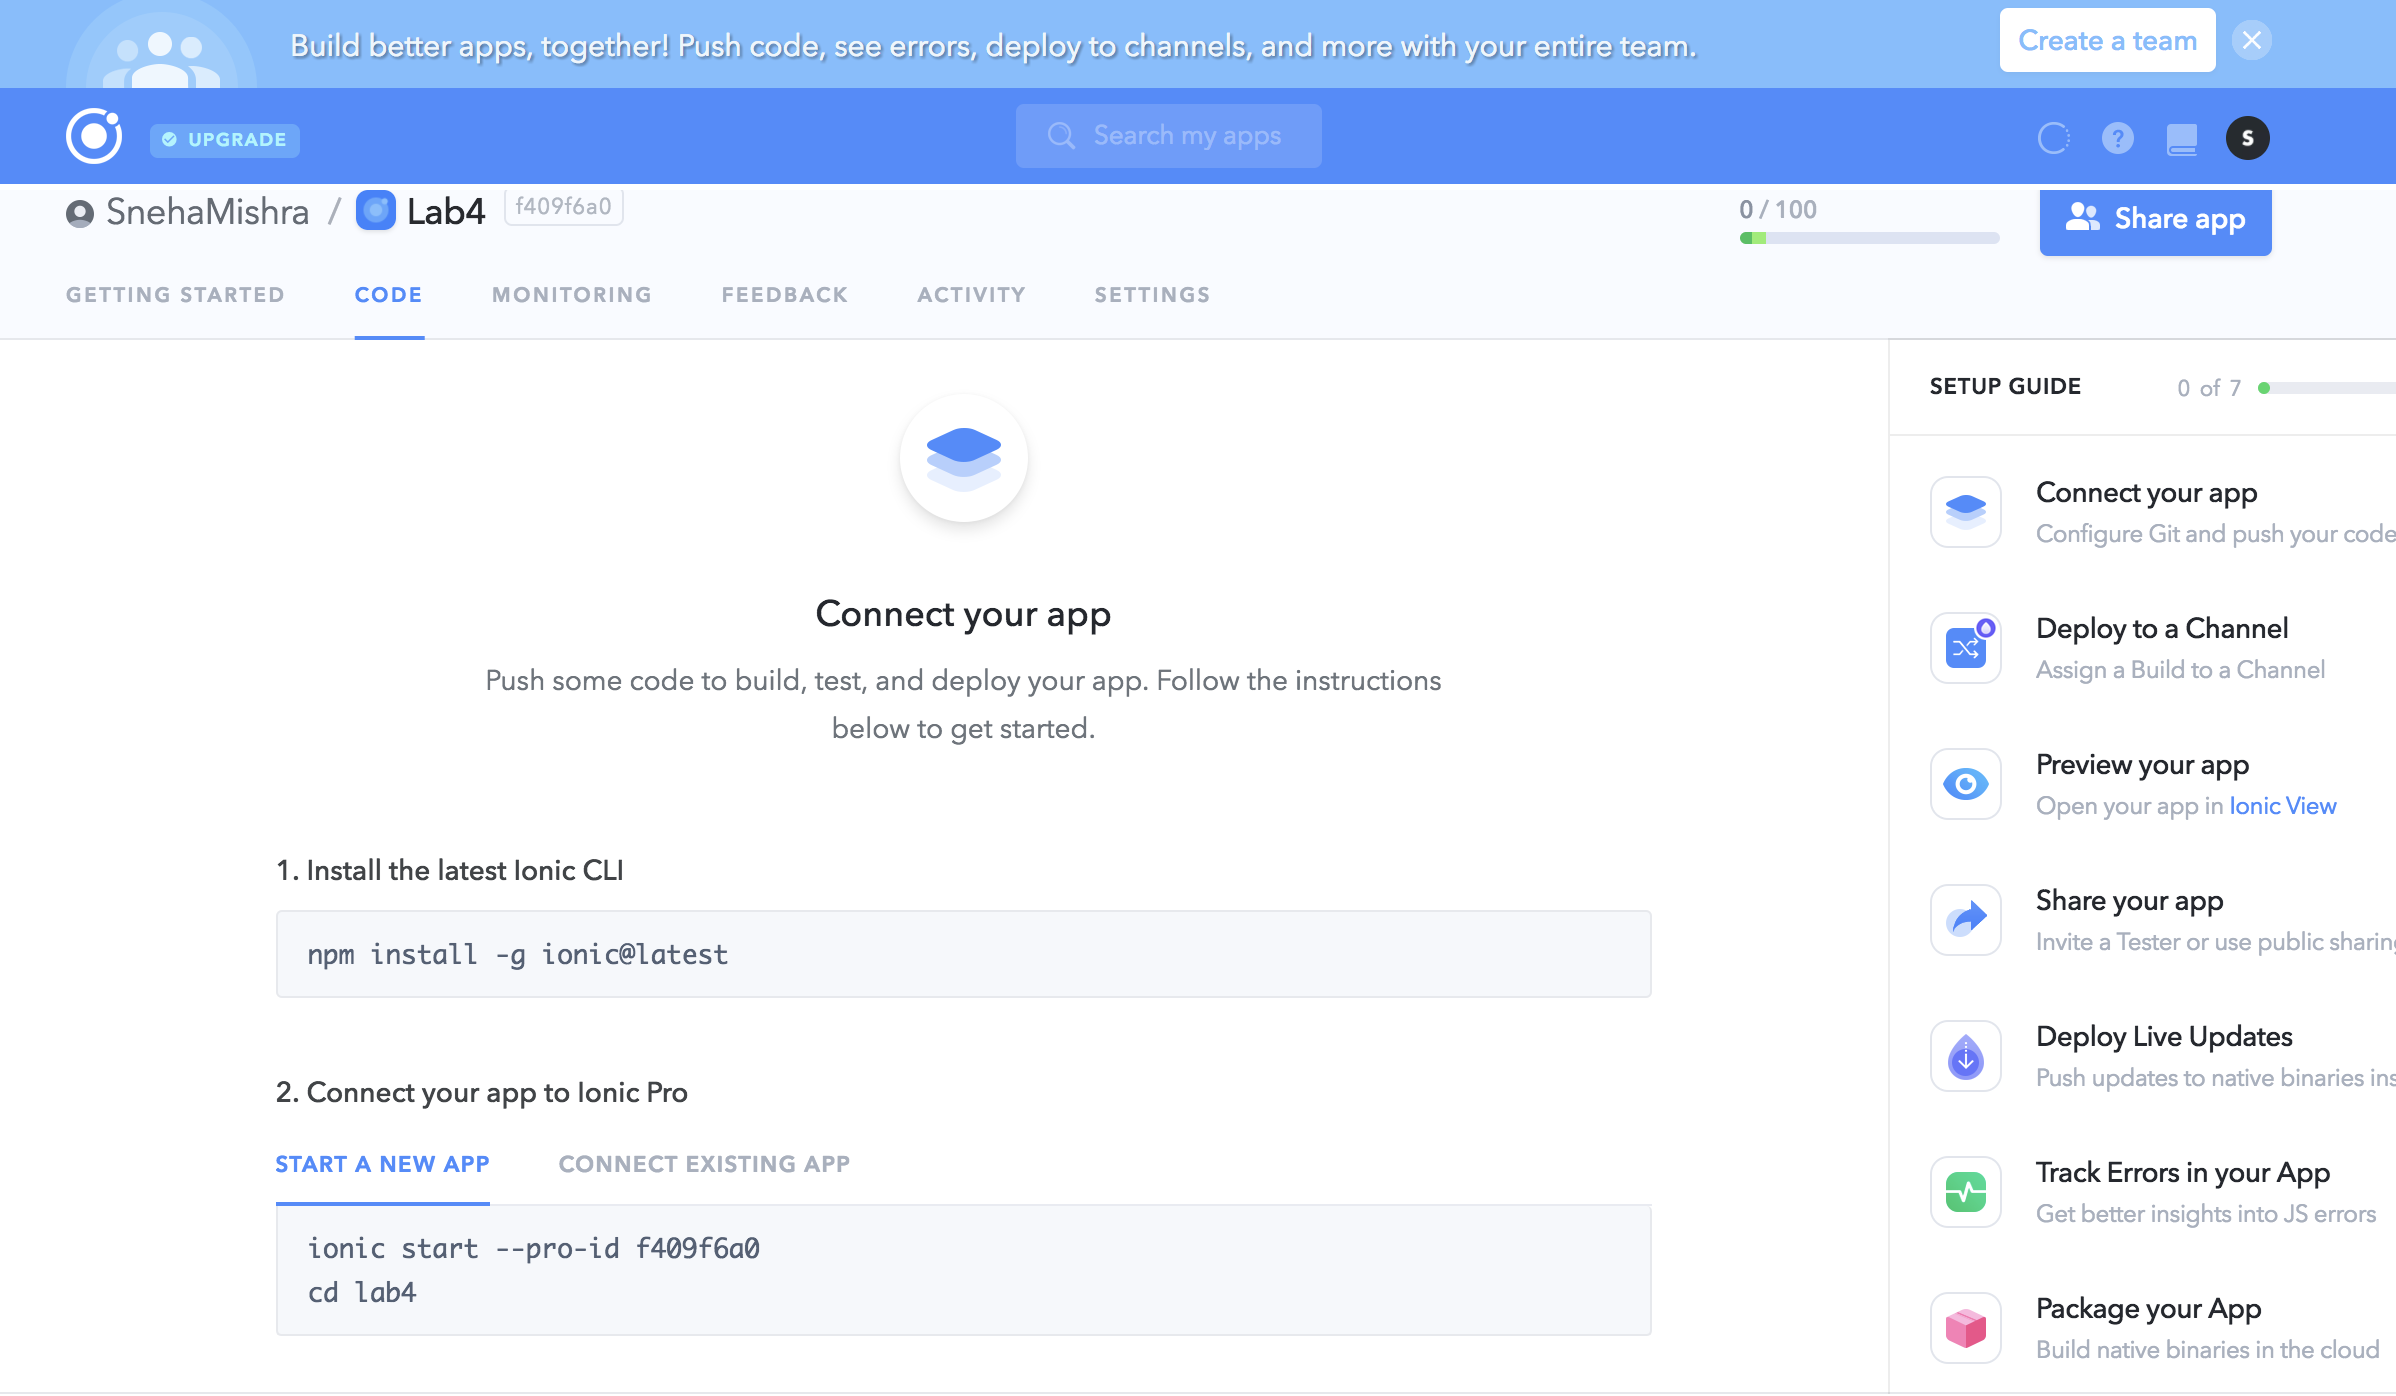 Build better apps, together! Push code, see errors, deploy to channels, and more with your entire team.
Create a team
UPGRADE
Search my apps
?
S
SnehaMishra / Lab4 f409f6a0
0 / 100
Share app
GETTING STARTED
CODE
MONITORING
FEEDBACK
ACTIVITY
SETTINGS
Connect your app
Push some code to build, test, and deploy your app. Follow the instructions
below to get started.
1. Install the latest Ionic CLI
npm install -g ionic@latest
2. Connect your app to Ionic Pro
START A NEW APP
CONNECT EXISTING APP
ionic start --pro-id f409f6a0
cd lab4
SETUP GUIDE
0 of 7
Connect your app
Configure Git and push your code
Deploy to a Channel
Assign a Build to a Channel
Preview your app
Open your app in Ionic View
Share your app
Invite a Tester or use public sharing
Deploy Live Updates
Push updates to native binaries ins
Track Errors in your App
Get better insights into JS errors
Package your App
Build native binaries in the cloud